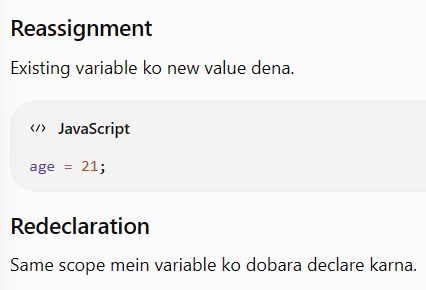 Reassignment
Existing variable ko new value dena.
</> JavaScript
age = 21;
Redeclaration
Same scope mein variable ko dobara declare karna.